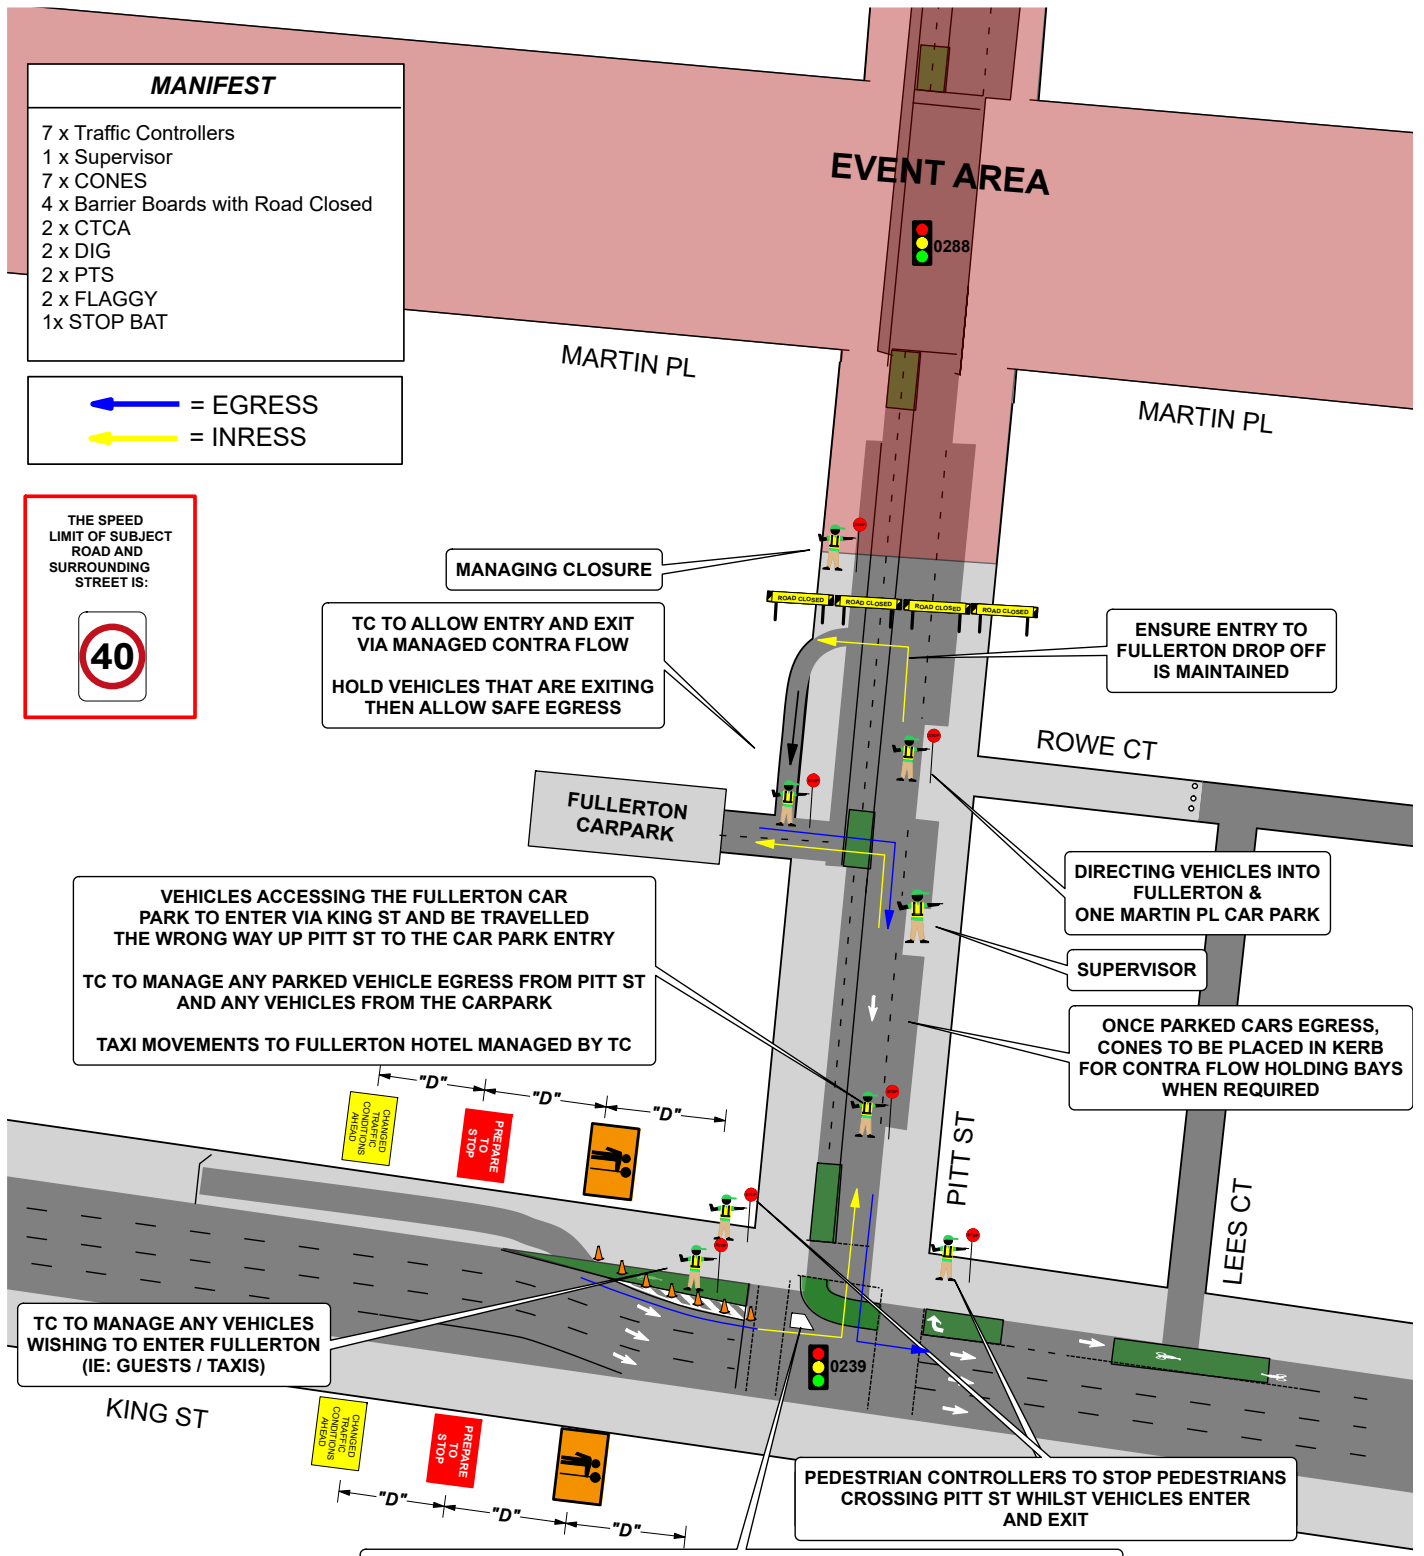 MANIFEST
7 x Traffic Controllers
1 x Supervisor
7 x CONES
4 x Barrier Boards with Road Closed
2 x CTCA
2 x DIG
2 x PTS
2 x FLAGGY
1x STOP BAT
= EGRESS
= INRESS
THE SPEED
LIMIT OF SUBJECT
ROAD AND
SURROUNDING
STREET IS:
40
EVENT AREA
0288
MARTIN PL
MARTIN PL
MANAGING CLOSURE
ROAD CLOSED
ROAD CLOSED
ROAD CLOSED
ROAD CLOSED
TC TO ALLOW ENTRY AND EXIT
VIA MANAGED CONTRA FLOW
HOLD VEHICLES THAT ARE EXITING
THEN ALLOW SAFE EGRESS
ENSURE ENTRY TO
FULLERTON DROP OFF
IS MAINTAINED
ROWE CT
FULLERTON
CARPARK
DIRECTING VEHICLES INTO
FULLERTON &
ONE MARTIN PL CAR PARK
SUPERVISOR
VEHICLES ACCESSING THE FULLERTON CAR
PARK TO ENTER VIA KING ST AND BE TRAVELLED
THE WRONG WAY UP PITT ST TO THE CAR PARK ENTRY
TC TO MANAGE ANY PARKED VEHICLE EGRESS FROM PITT ST
AND ANY VEHICLES FROM THE CARPARK
TAXI MOVEMENTS TO FULLERTON HOTEL MANAGED BY TC
ONCE PARKED CARS EGRESS,
CONES TO BE PLACED IN KERB
FOR CONTRA FLOW HOLDING BAYS
WHEN REQUIRED
"D"
"D"
"D"
CHANGED
TRAFFIC
CONDITIONS
AHEAD
PREPARE
TO
STOP
PITT ST
LEES CT
TC TO MANAGE ANY VEHICLES
WISHING TO ENTER FULLERTON
(IE: GUESTS / TAXIS)
0239
KING ST
CHANGED
TRAFFIC
CONDITIONS
AHEAD
PREPARE
TO
STOP
"D"
"D"
"D"
PEDESTRIAN CONTROLLERS TO STOP PEDESTRIANS
CROSSING PITT ST WHILST VEHICLES ENTER
AND EXIT